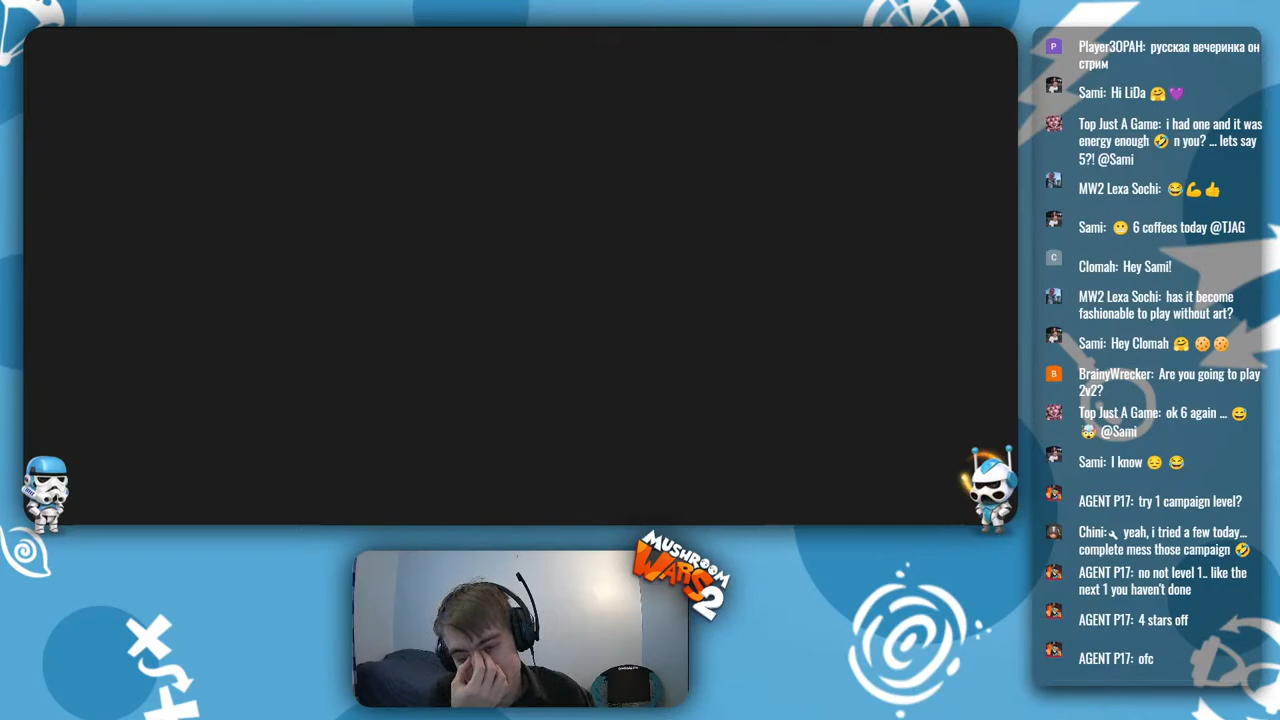 Player3OPAH: русская вечеринка он
стрим
Sami: Hi LiDa 🤗💜
Top Just A Game: i had one and it was
energy enough 🤣 n you? ... lets say
5?! @Sami
MW2 Lexa Sochi: 😂💪👍
Sami: 😬 6 coffees today @TJAG
C
Clomah: Hey Sami!
MW2 Lexa Sochi: has it become
fashionable to play without art?
Sami: Hey Clomah 🤗 🍪🍪
B
BrainyWrecker: Are you going to play
2v2?
Top Just A Game: ok 6 again ... 😅
🤯 @Sami
Sami: I know 😔 😂
AGENT P17: try 1 campaign level?
Chini:🔧 yeah, i tried a few today...
complete mess those campaign 🤣
AGENT P17: no not level 1.. like the
next 1 you haven't done
AGENT P17: 4 stars off
AGENT P17: ofc
P
MUSHROOM
WARS
2